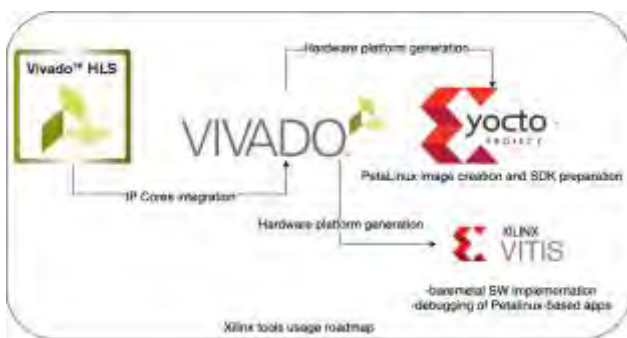 Hardware platform generation
Vivado™ HLS
VIVADO
yocto
PROJECT
PetaLinux image creation and SDK preparation
IP Cores integration
Hardware platform generation
XILINX
VITIS
-baremetal SW implementation
-debugging of Petalinux-based apps
Xilinx tools usage roadmap